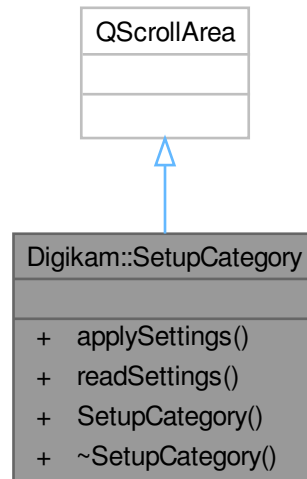 QScrollArea
Digikam::SetupCategory
+ applySettings()
+ readSettings()
+ SetupCategory()
+ ~SetupCategory()